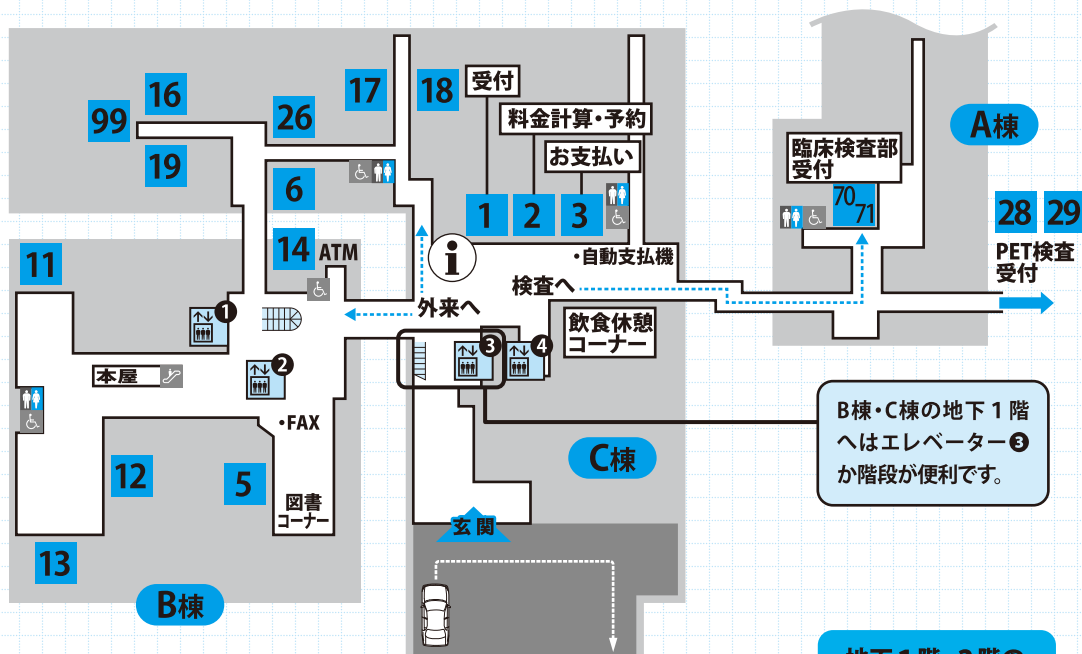 17
18
受付
16
99
26
料金計算・予約
19
お支払い
A棟
臨床検査部
受付
6
70
71
1
2
3
28
29
PET検査
受付
11
14
ATM
i
・自動支払機
検査へ
外来へ
1
飲食休憩
コーナー
3
4
2
本屋
・FAX
B棟・C棟の地下1階
へはエレベーター❸
か階段が便利です。
C棟
12
5
図書
コーナー
玄関
13
B棟